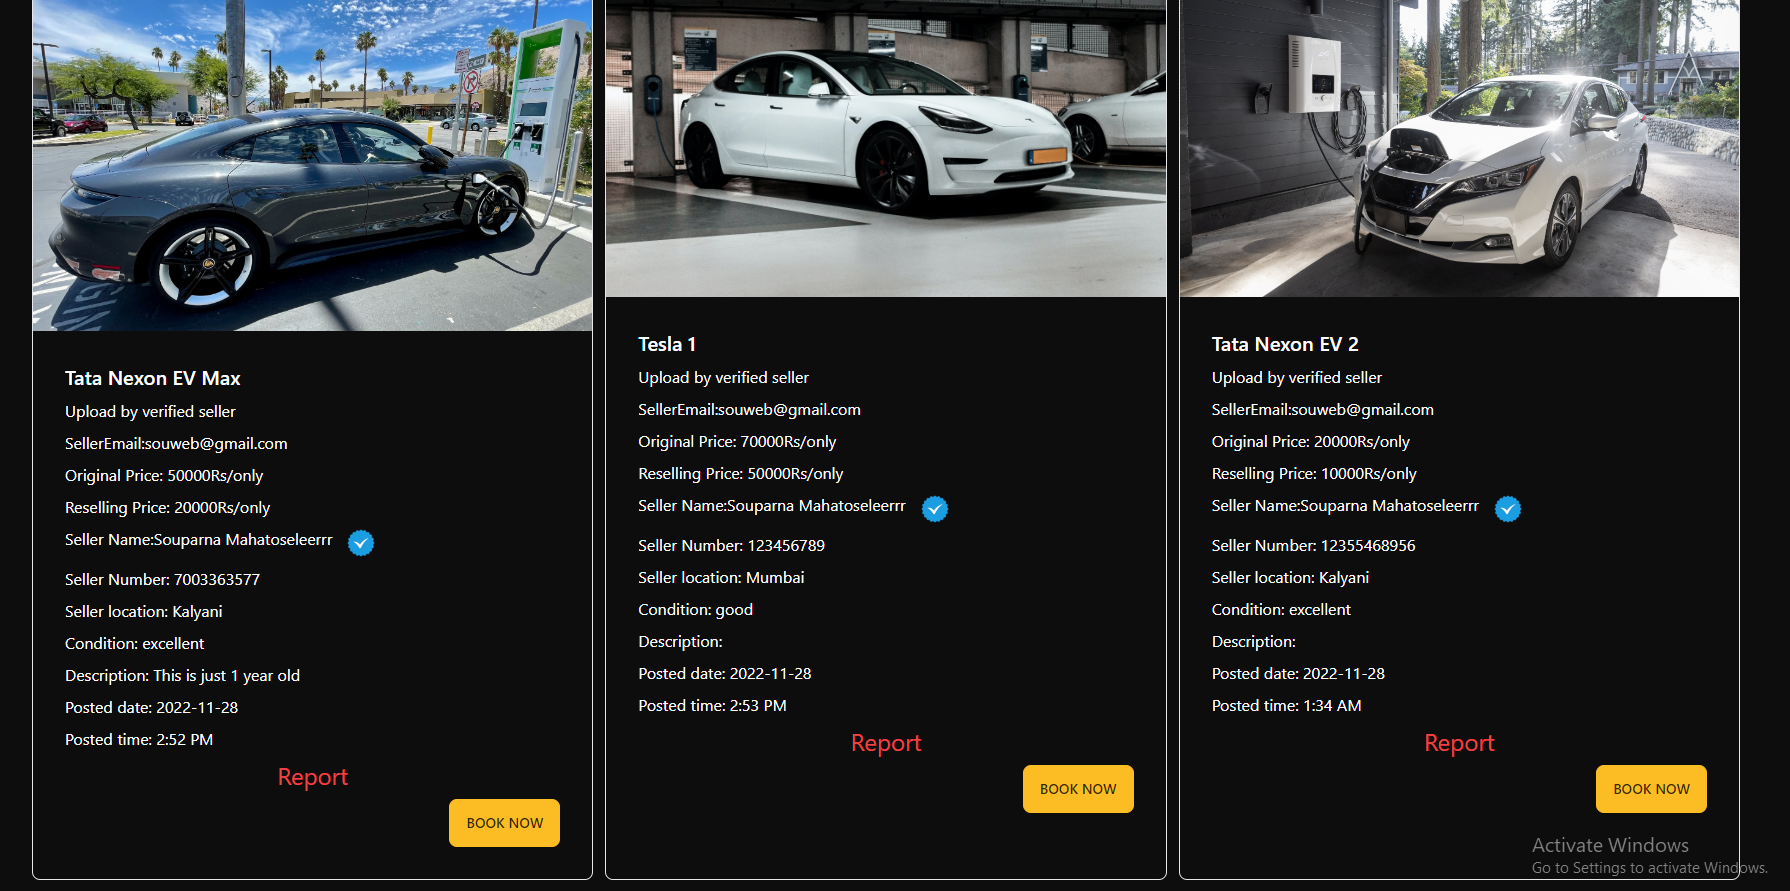 Tata Nexon EV Max
Upload by verified seller
SellerEmail:souweb@gmail.com
Original Price: 50000Rs/only
Reselling Price: 20000Rs/only
Seller Name:Souparna Mahatoseleerrr
Seller Number: 7003363577
Seller location: Kalyani
Condition: excellent
Description: This is just 1 year old
Posted date: 2022-11-28
Posted time: 2:52 PM
Report
BOOK NOW
Tesla 1
Upload by verified seller
SellerEmail:souweb@gmail.com
Original Price: 70000Rs/only
Reselling Price: 50000Rs/only
Seller Name:Souparna Mahatoseleerrr
Seller Number: 123456789
Seller location: Mumbai
Condition: good
Description:
Posted date: 2022-11-28
Posted time: 2:53 PM
Report
BOOK NOW
Tata Nexon EV 2
Upload by verified seller
SellerEmail:souweb@gmail.com
Original Price: 20000Rs/only
Reselling Price: 10000Rs/only
Seller Name:Souparna Mahatoseleerrr
Seller Number: 12355468956
Seller location: Kalyani
Condition: excellent
Description:
Posted date: 2022-11-28
Posted time: 1:34 AM
Report
BOOK NOW
Activate Windows
Go to Settings to activate Windows.